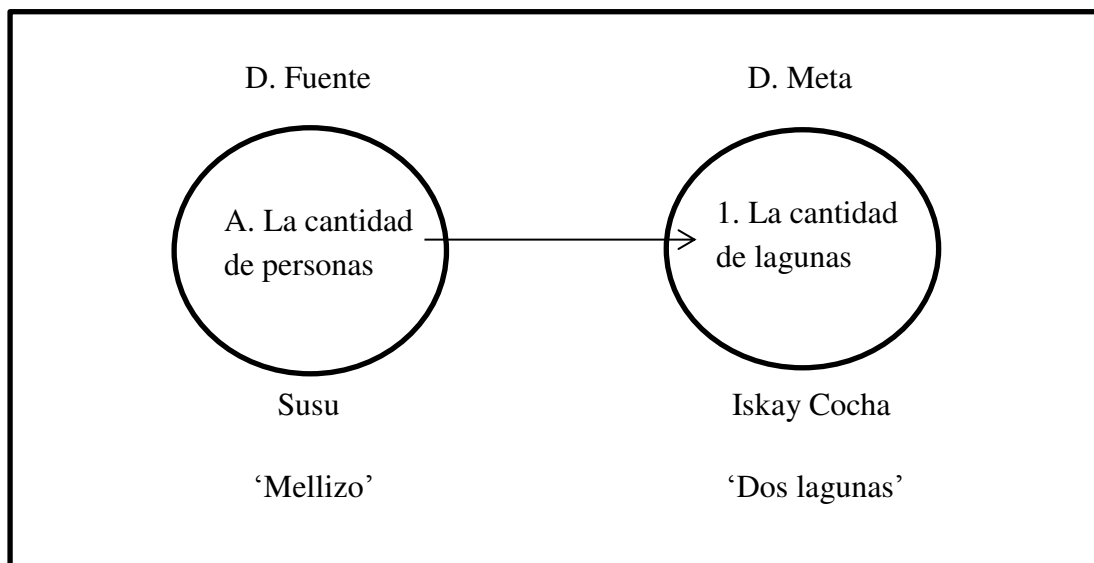 D. Fuente
D. Meta
A. La cantidad
de personas
1. La cantidad
de lagunas
Susu
Iskay Cocha
‘Mellizo’
‘Dos lagunas’